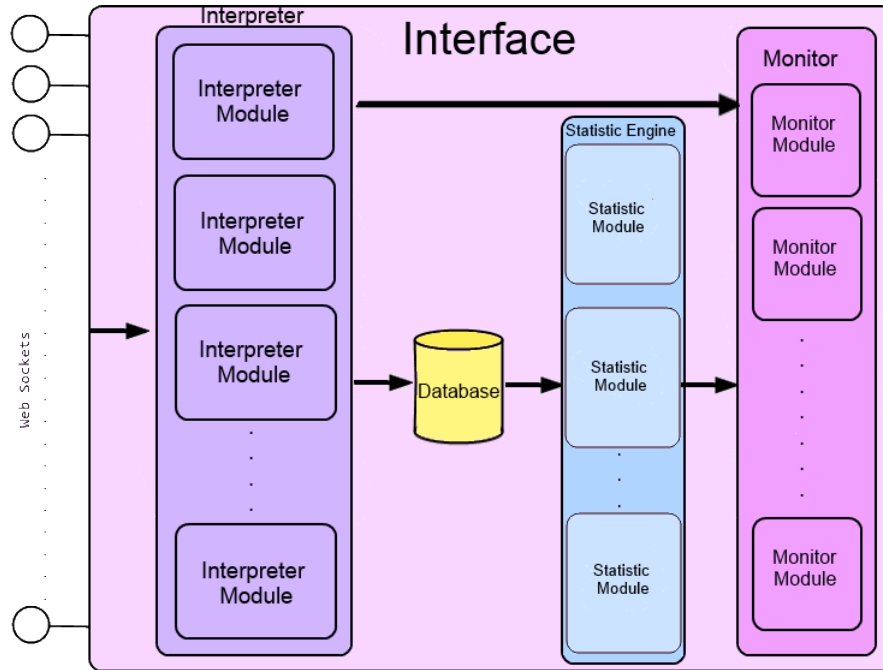 Interpreter
Interface
Interpreter
Module
Interpreter
Module
Interpreter
Module
Interpreter
Module
Web Sockets
Database
Statistic Engine
Statistic
Module
Statistic
Module
Statistic
Module
Monitor
Monitor
Module
Monitor
Module
Monitor
Module